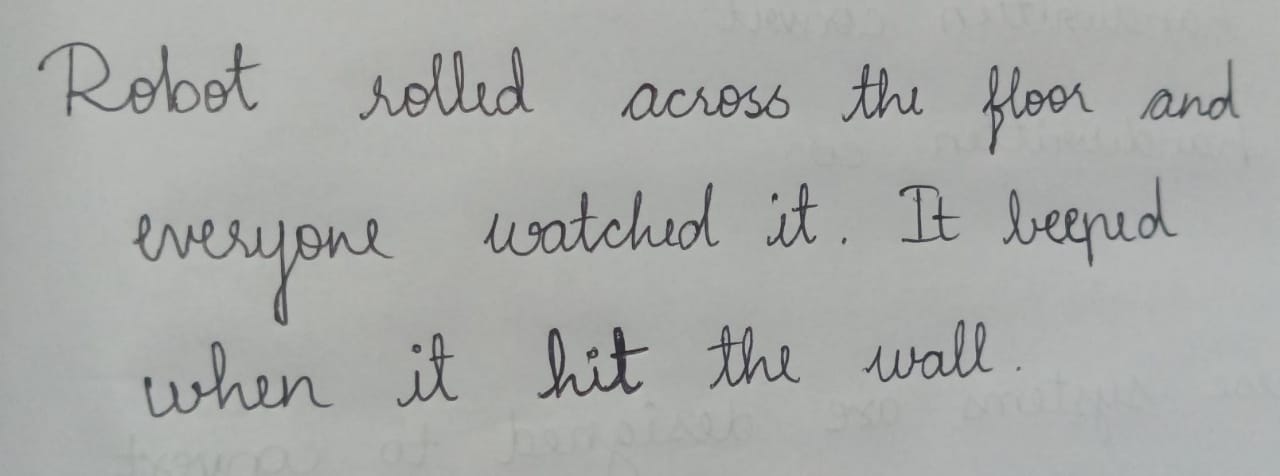 Robot rolled across the floor and
everyone watched it. It beeped
when it hit the wall.